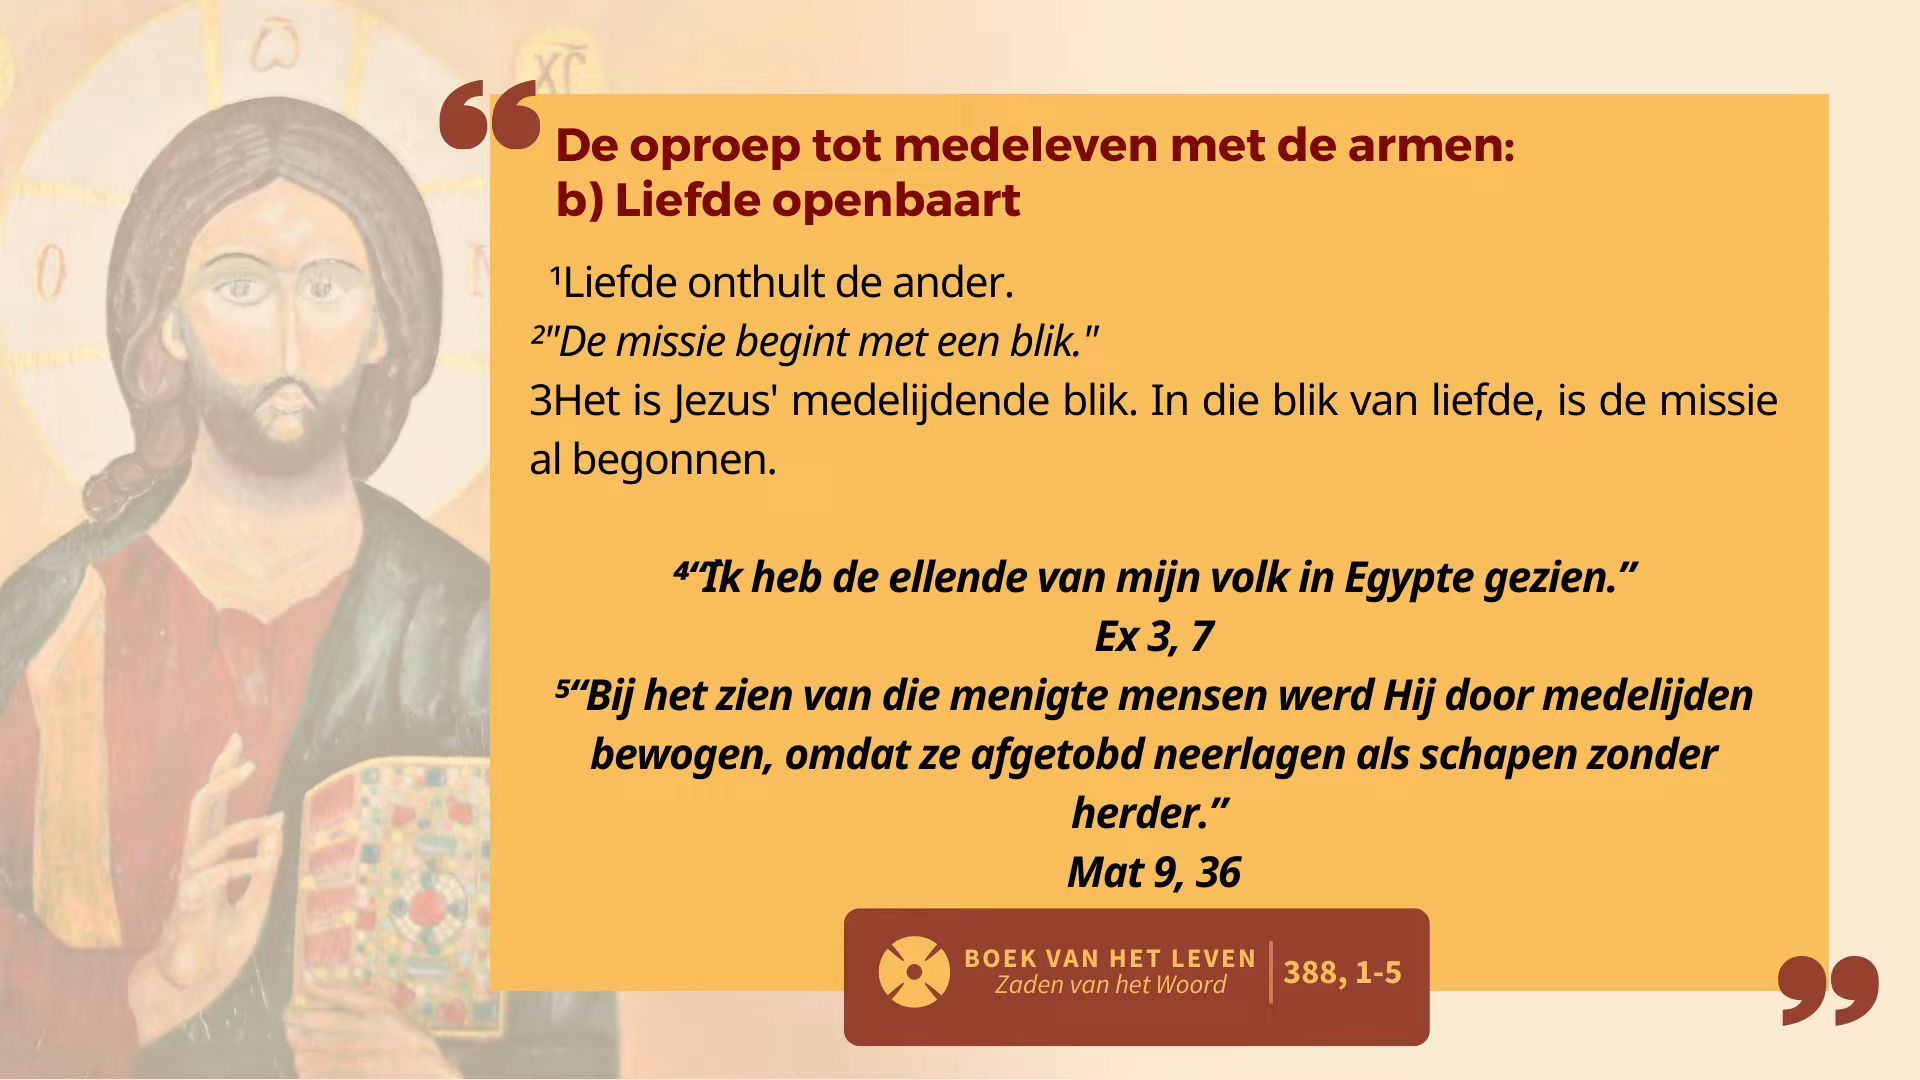 ω
XC
O
“
De oproep tot medeleven met de armen:
b) Liefde openbaart
¹Liefde onthult de ander.
²"De missie begint met een blik."
3Het is Jezus' medelijdende blik. In die blik van liefde, is de missie
al begonnen.
⁴“Ik heb de ellende van mijn volk in Egypte gezien.”
Ex 3, 7
⁵“Bij het zien van die menigte mensen werd Hij door medelijden
bewogen, omdat ze afgetobd neerlagen als schapen zonder
herder.”
Mat 9, 36
BOEK VAN HET LEVEN
Zaden van het Woord
388, 1-5
”